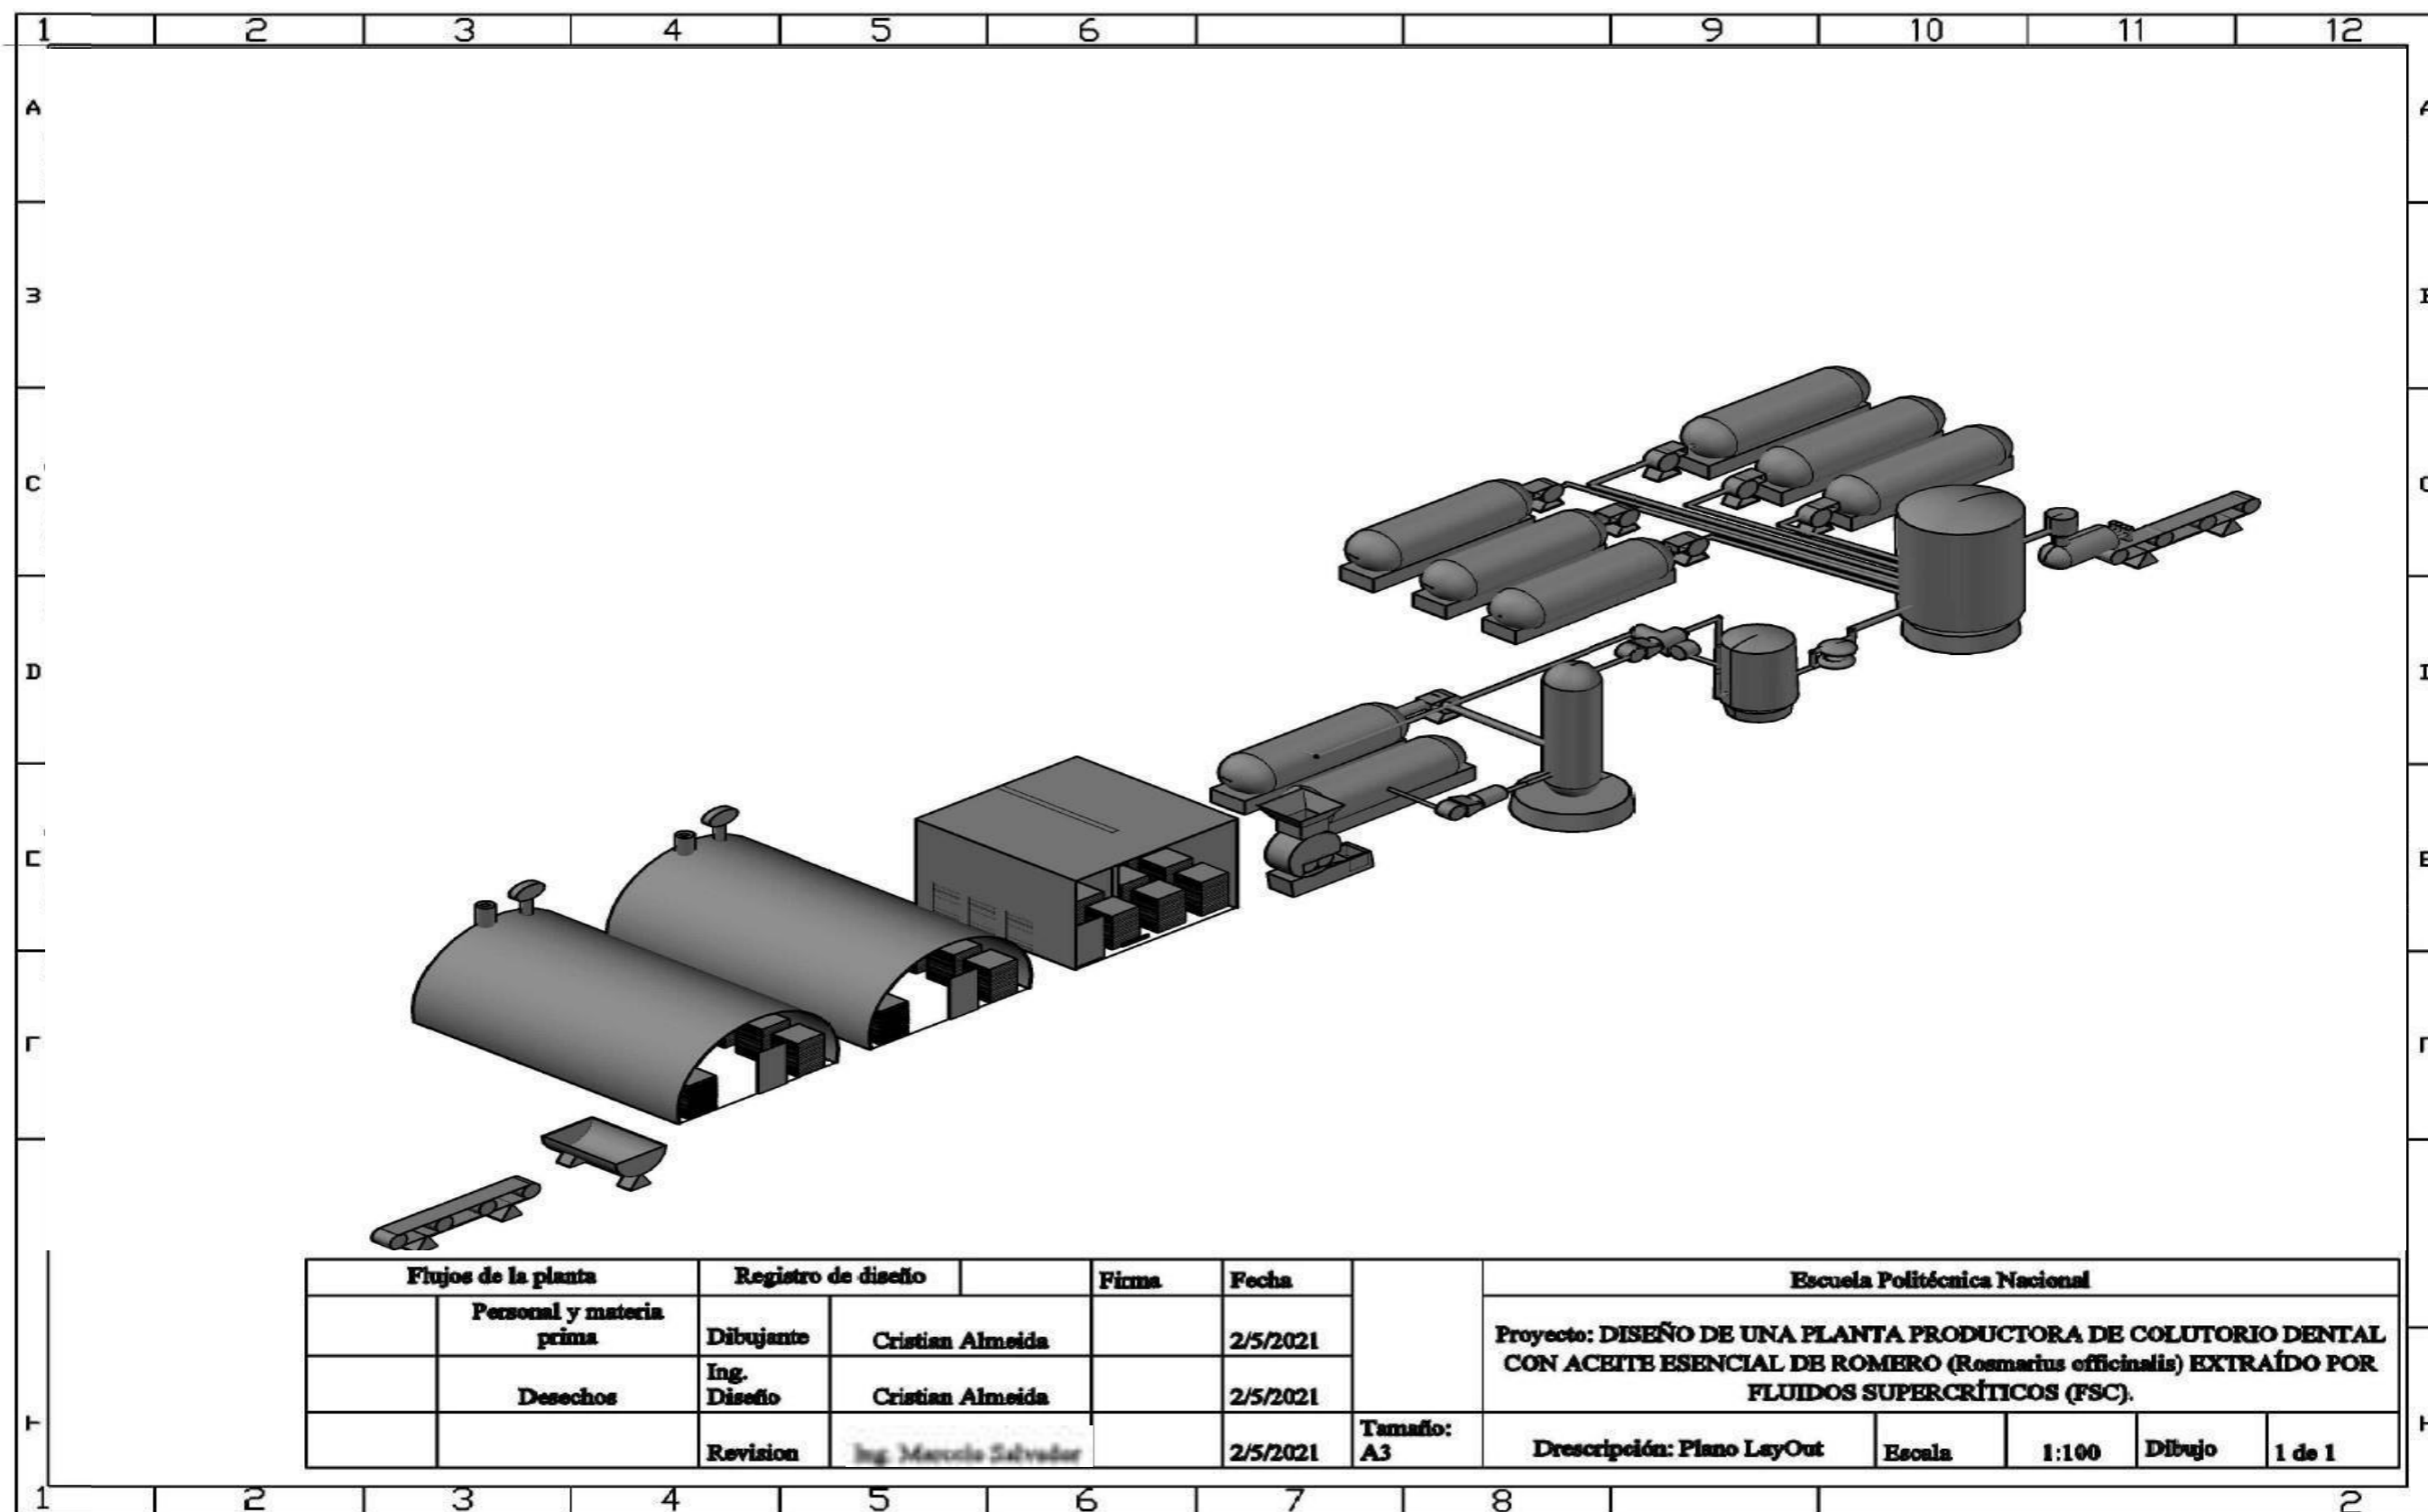 1 2 3 4 5 6 9 10 11 12
A
C
D
E
Flujos de la planta Registro de diseño Firma Fecha Escuela Politécnica Nacional
Personal y materia
prima Dibujante Cristian Almeida 2/5/2021
Proyecto: DISEÑO DE UNA PLANTA PRODUCTORA DE COLUTORIO DENTAL
CON ACEITE ESENCIAL DE ROMERO (Rosmarius officinalis) EXTRAÍDO POR
FLUIDOS SUPERCRÍTICOS (FSC).
Desechos Ing.
Diseño Cristian Almeida 2/5/2021
Revision Ing. Marcelo Salvador 2/5/2021
Tamaño:
A3 Drescripción: Plano LayOut Escala 1:100 Dibujo 1 de 1
1 2 3 4 5 6 7 8 2